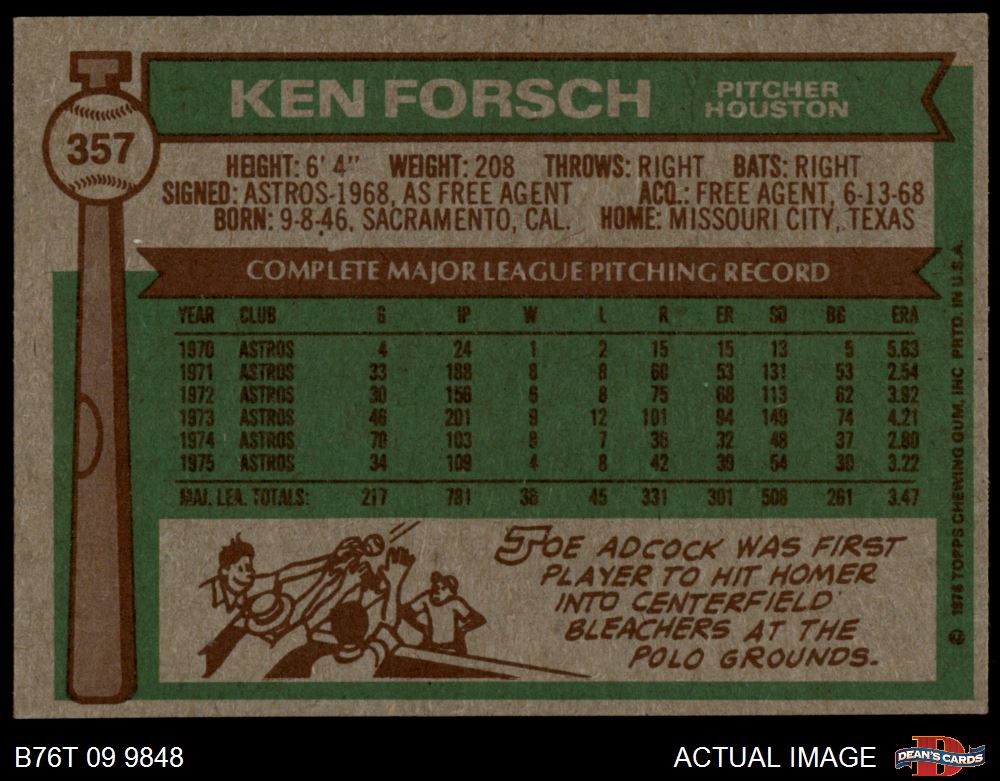 KEN FORSCH PITCHER
HOUSTON
357
HEIGHT: 6' 4" WEIGHT: 208 THROWS: RIGHT BATS: RIGHT
SIGNED: ASTROS-1968, AS FREE AGENT ACQ.: FREE AGENT, 6-13-68
BORN: 9-8-46, SACRAMENTO, CAL. HOME: MISSOURI CITY, TEXAS
COMPLETE MAJOR LEAGUE PITCHING RECORD
YEAR CLUB G IP W L R ER SO BB ERA
1970 ASTROS 4 24 1 2 15 15 13 5 5.63
1971 ASTROS 33 188 8 8 60 53 131 53 2.54
1972 ASTROS 30 156 6 8 75 68 113 62 3.92
1973 ASTROS 46 201 9 12 101 94 149 74 4.21
1974 ASTROS 70 103 8 7 36 32 48 37 2.80
1975 ASTROS 34 109 4 8 42 39 54 30 3.22
MAJ. LEA. TOTALS: 217 781 36 45 331 301 508 261 3.47
JOE ADCOCK WAS FIRST
PLAYER TO HIT HOMER
INTO CENTERFIELD
BLEACHERS AT THE
POLO GROUNDS.
© 1976 TOPPS CHEWING GUM, INC PRTD. IN U.S.A.
B76T 09 9848 ACTUAL IMAGE D
DEAN'S CARDS